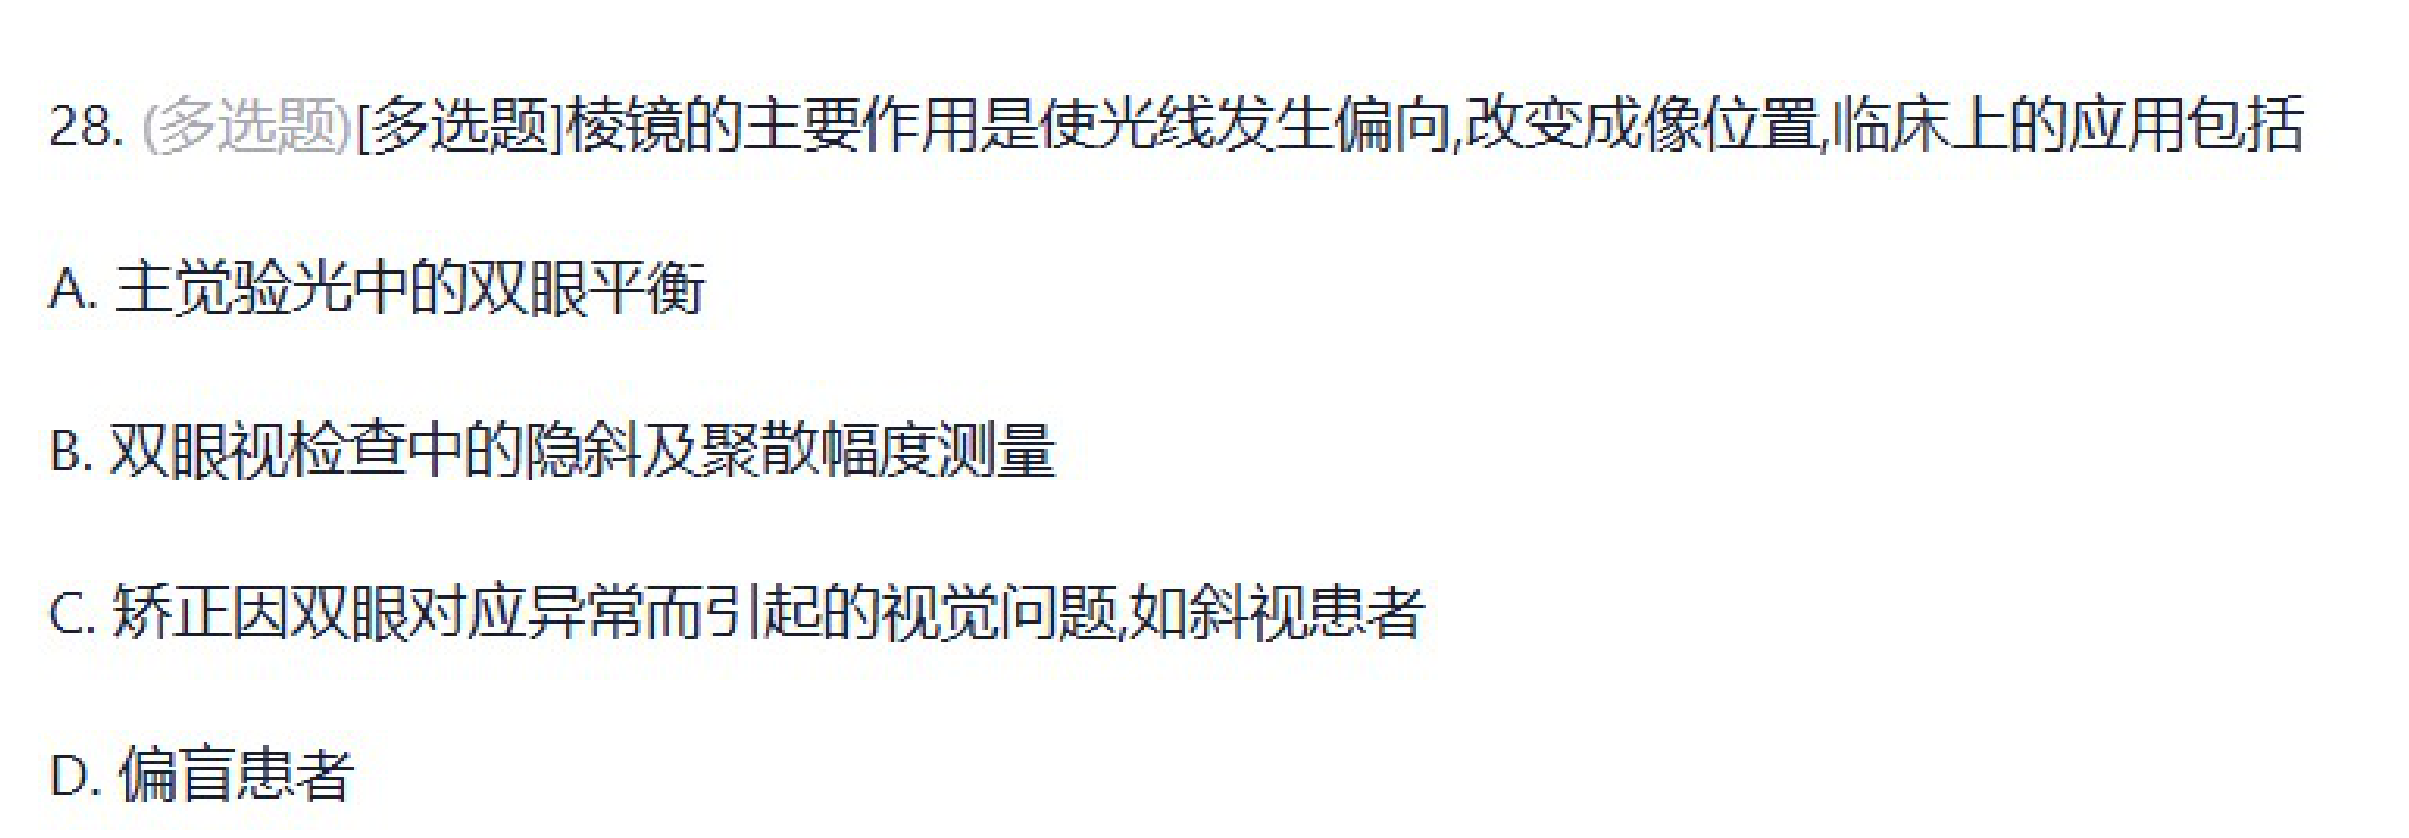 28. (多选题)[多选题]棱镜的主要作用是使光线发生偏向,改变成像位置,临床上的应用包括
A. 主觉验光中的双眼平衡
B. 双眼视检查中的隐斜及聚散幅度测量
C. 矫正因双眼对应异常而引起的视觉问题,如斜视患者
D. 偏盲患者